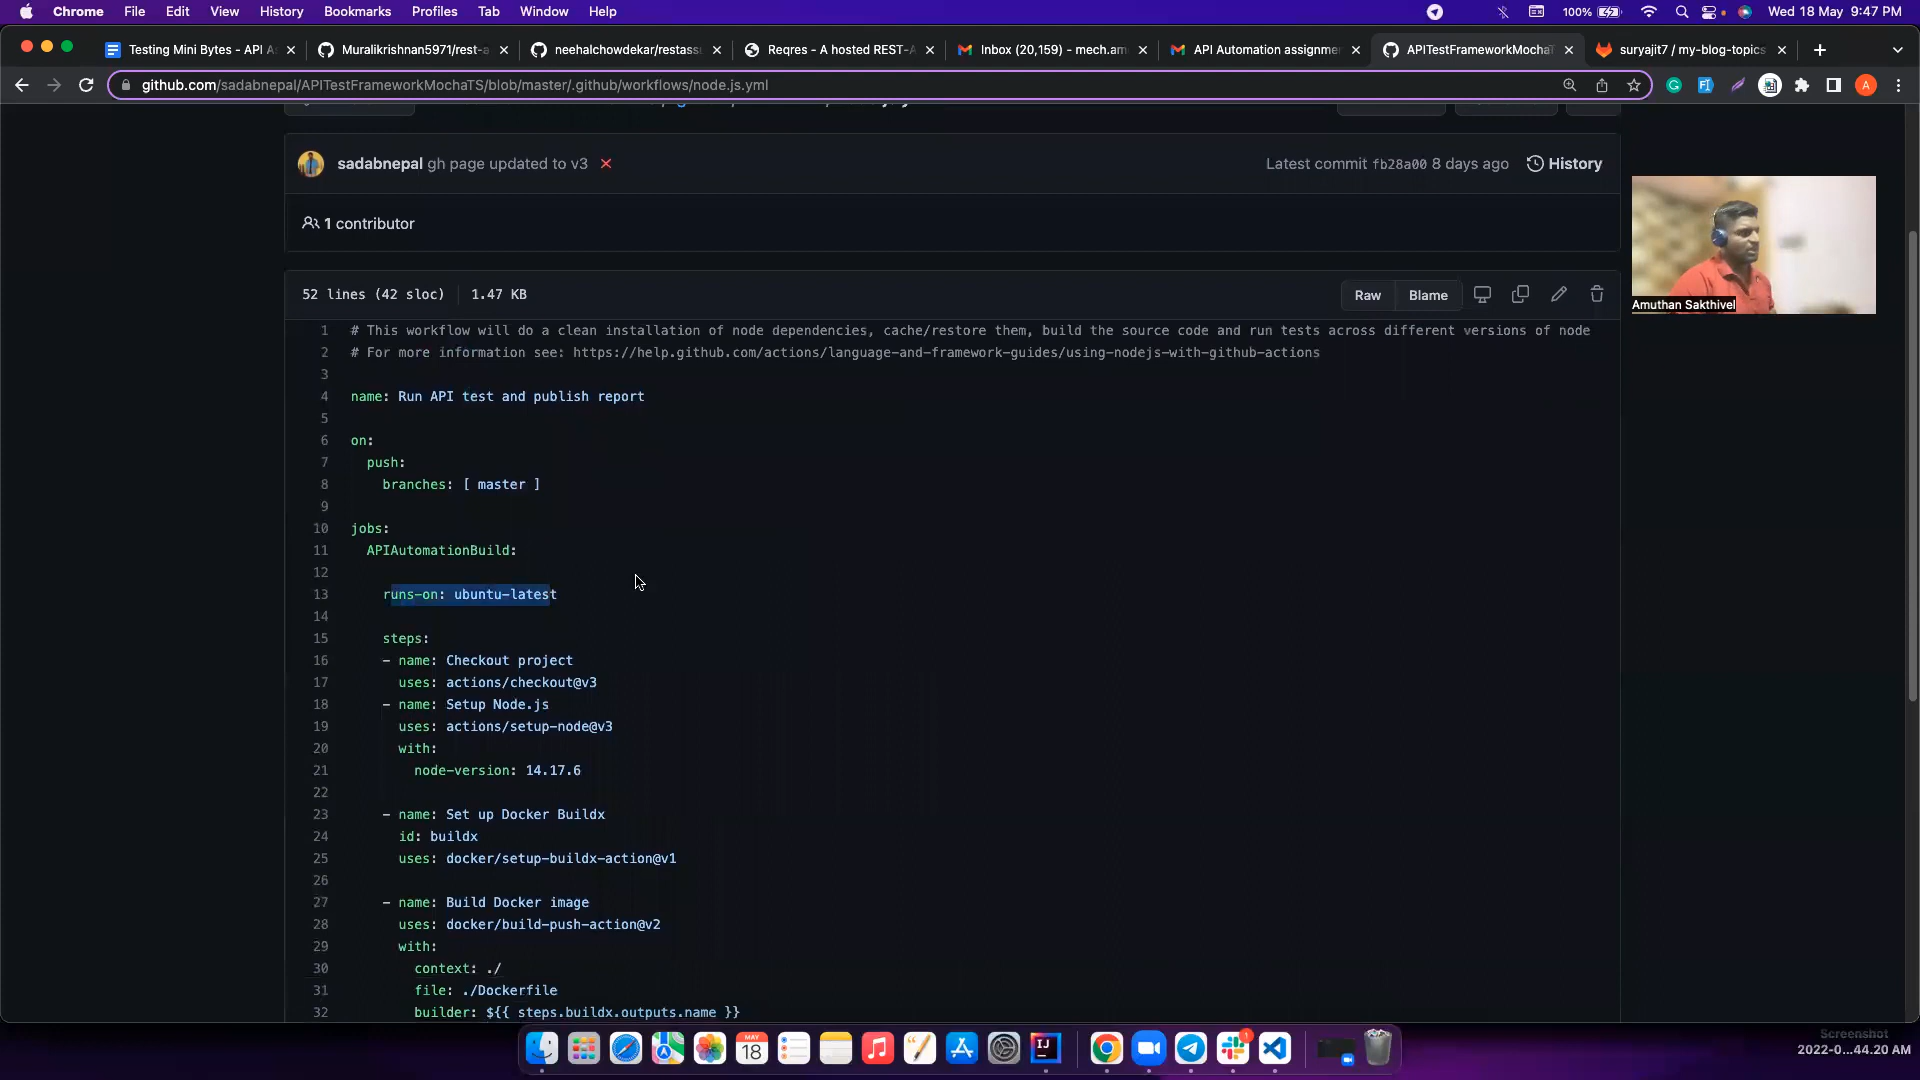 Chrome File Edit View History Bookmarks Profiles Tab Window Help 100% Wed 18 May 9:47 PM
Testing Mini Bytes - API A Muralikrishnan5971/rest-a neehalchowdekar/restassu Reqres - A hosted REST-A Inbox (20,159) - mech.am API Automation assignme APITestFrameworkMocha suryajit7 / my-blog-topics
github.com/sadabnepal/APITestFrameworkMochaTS/blob/master/.github/workflows/node.js.yml A
sadabnepal gh page updated to v3 Latest commit fb28a00 8 days ago History
1 contributor
52 lines (42 sloc) 1.47 KB Raw Blame
Amuthan Sakthivel
1 # This workflow will do a clean installation of node dependencies, cache/restore them, build the source code and run tests across different versions of node
2 # For more information see: https://help.github.com/actions/language-and-framework-guides/using-nodejs-with-github-actions
3
4 name: Run API test and publish report
5
6 on:
7 push:
8 branches: [ master ]
9
10 jobs:
11 APIAutomationBuild:
12
13 runs-on: ubuntu-latest
14
15 steps:
16 - name: Checkout project
17 uses: actions/checkout@v3
18 - name: Setup Node.js
19 uses: actions/setup-node@v3
20 with:
21 node-version: 14.17.6
22
23 - name: Set up Docker Buildx
24 id: buildx
25 uses: docker/setup-buildx-action@v1
26
27 - name: Build Docker image
28 uses: docker/build-push-action@v2
29 with:
30 context: ./
31 file: ./Dockerfile
32 builder: ${{ steps.buildx.outputs.name }}
MAY
18
IJ
1
Screenshot
2022-0...44.20 AM